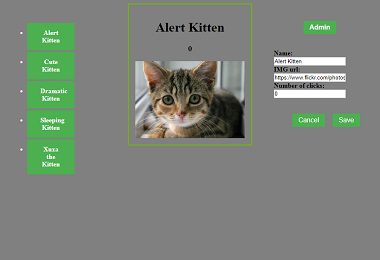 Alert
Kitten
Cute
Kitten
Dramatic
Kitten
Sleeping
Kitten
Xuxa
the
Kitten
Alert Kitten
0
Admin
Name:
Alert Kitten
IMG url:
https://www.flickr.com/photos
Number of clicks:
0
Cancel
Save